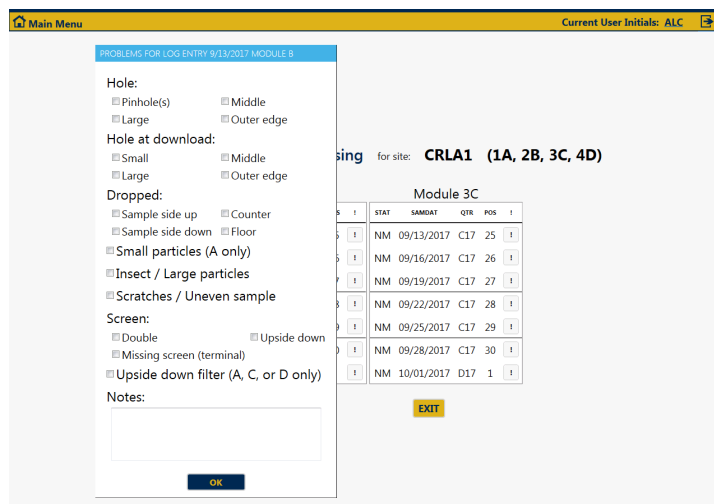 Main Menu
Current User Initials: ALC
PROBLEMS FOR LOG ENTRY 9/13/2017 MODULE B
Hole:
Pinhole(s) Middle
Large Outer edge
Hole at download:
Small Middle
Large Outer edge
Dropped:
Sample side up Counter
Sample side down Floor
Small particles (A only)
Insect / Large particles
Scratches / Uneven sample
Screen:
Double Upside down
Missing screen (terminal)
Upside down filter (A, C, or D only)
Notes:
OK
for site: CRLA1 (1A, 2B, 3C, 4D)
Module 3C
! STAT SAMDAT QTR POS !
! NM 09/13/2017 C17 25 !
! NM 09/16/2017 C17 26 !
! NM 09/19/2017 C17 27 !
! NM 09/22/2017 C17 28 !
! NM 09/25/2017 C17 29 !
! NM 09/28/2017 C17 30 !
! NM 10/01/2017 D17 1 !
EXIT